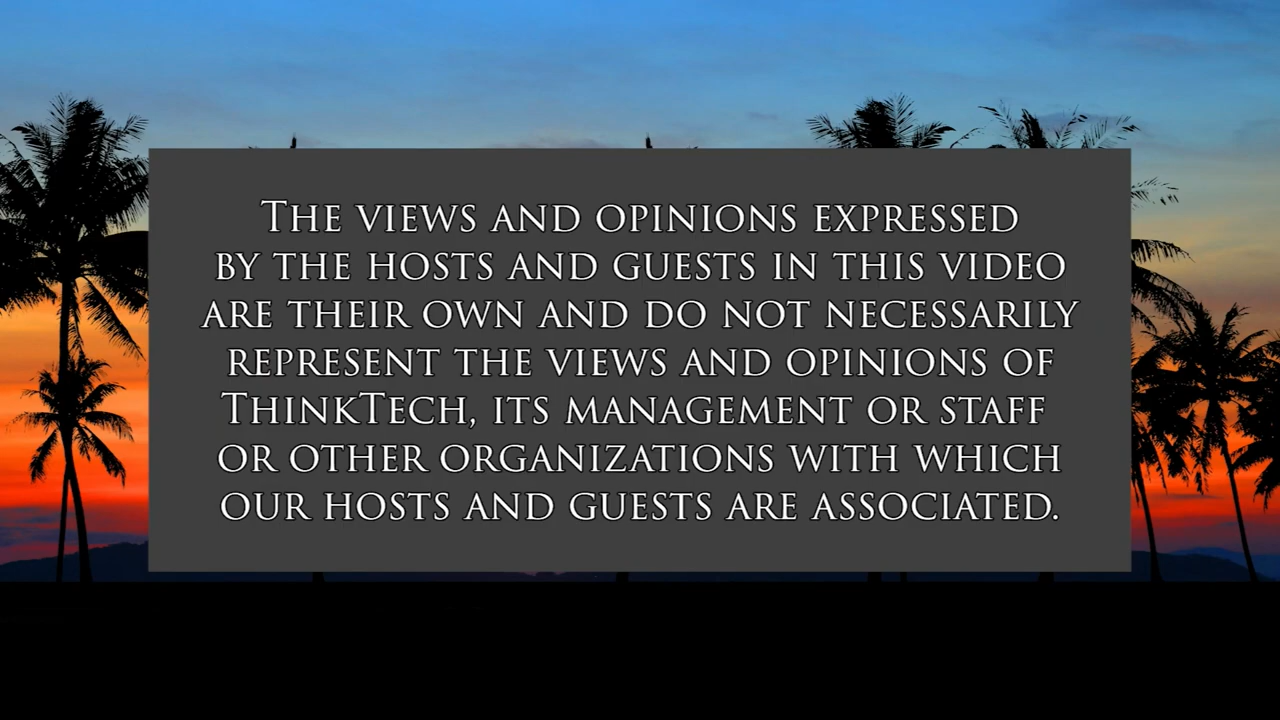 The views and opinions expressed
by the hosts and guests in this video
are their own and do not necessarily
represent the views and opinions of
ThinkTech, its management or staff
or other organizations with which
our hosts and guests are associated.